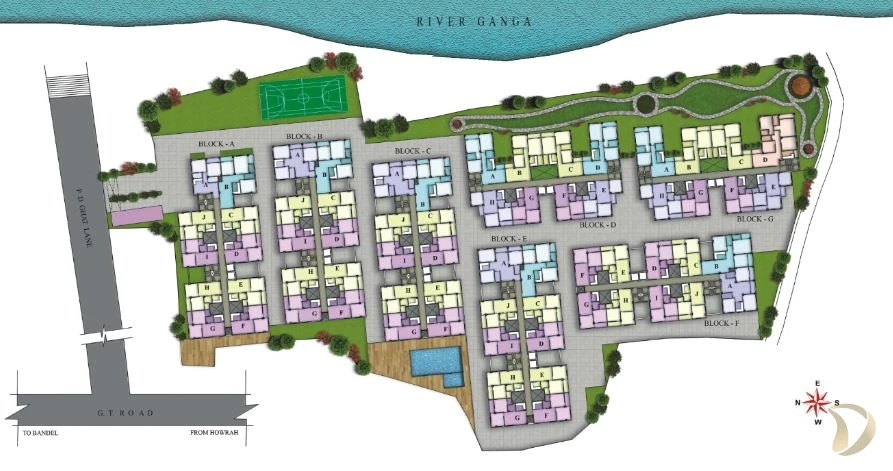 RIVER GANGA
BLOCK - A
BLOCK - B
BLOCK - C
A
B
J
C
I
D
H
E
G
F
A
B
J
C
I
D
H
E
G
F
A
B
J
C
I
D
H
E
G
F
A
B
C
D
H
G
F
E
BLOCK - D
A
B
C
D
H
G
F
E
BLOCK - G
BLOCK - E
A
B
J
C
I
D
H
E
G
F
F
E
D
C
B
A
G
H
I
J
BLOCK - F
P. D. GHAT LANE
G.T. ROAD
TO BANDEL
FROM HOWRAH
E
N
S
W